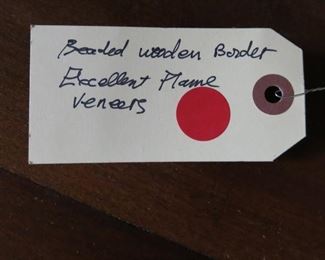 Beaded wooden Border
Excellent Flame
veneers